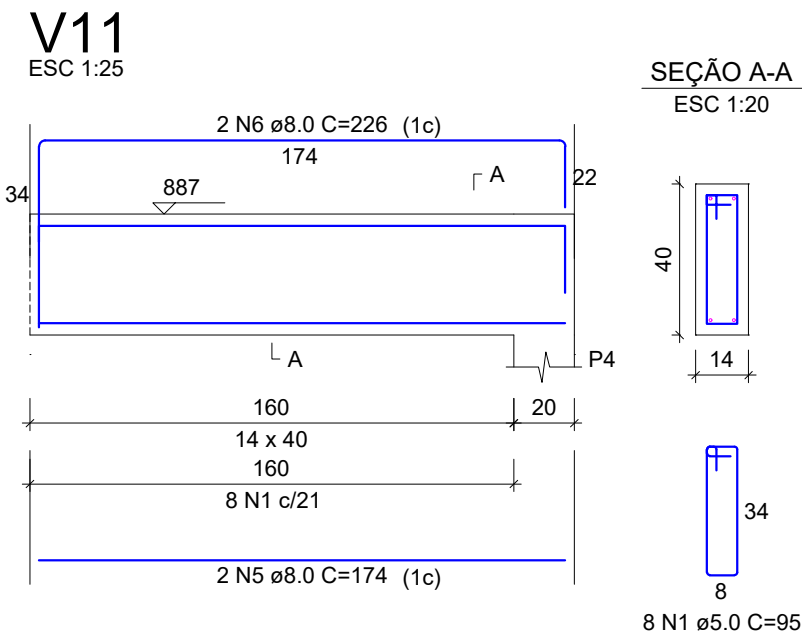 V11
ESC 1:25
SEÇÃO A-A
ESC 1:20
2 N6 ø8.0 C=226 (1c)
174
A
34
887
22
40
A
P4
14
160
20
14 x 40
160
8 N1 c/21
34
2 N5 ø8.0 C=174 (1c)
8
8 N1 ø5.0 C=95